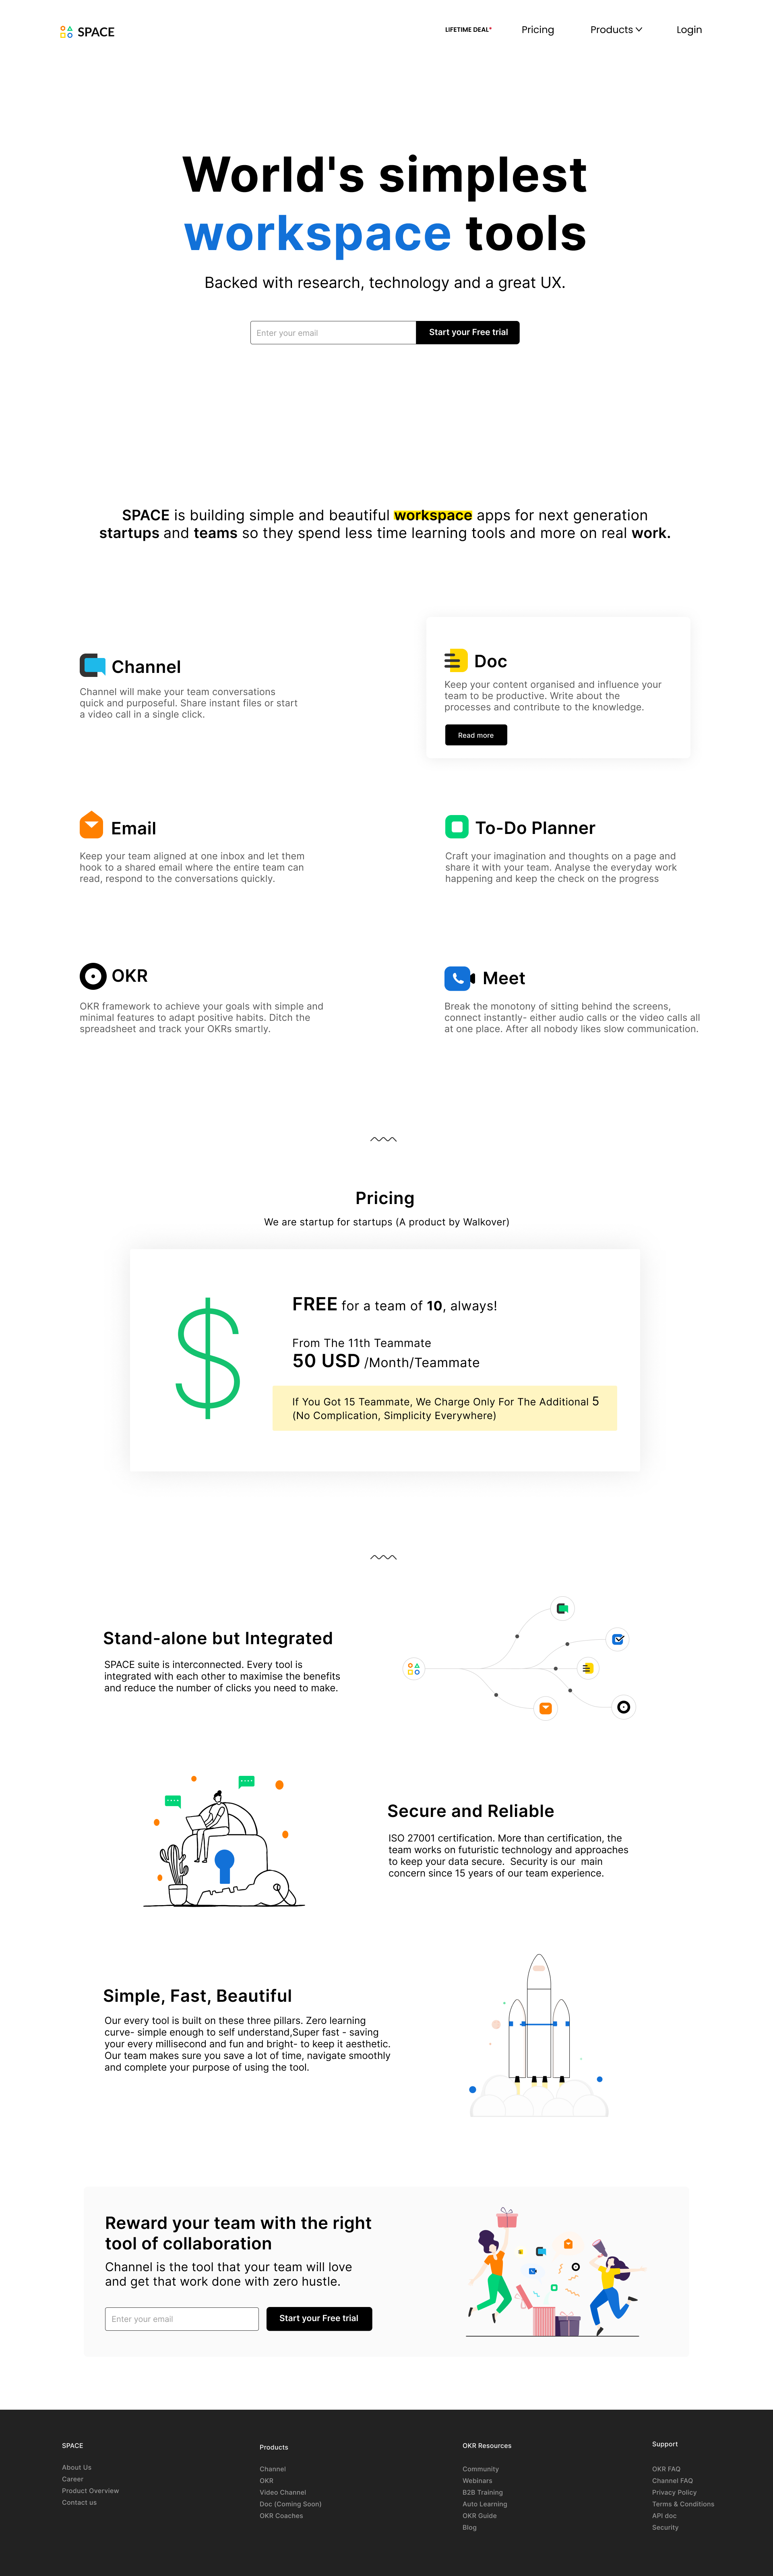 SPACE
LIFETIME DEAL*
Pricing
Products
Login
World's simplest
workspace tools
Backed with research, technology and a great UX.
Enter your email
Start your Free trial
SPACE is building simple and beautiful workspace apps for next generation
startups and teams so they spend less time learning tools and more on real work.
Channel
Channel will make your team conversations
quick and purposeful. Share instant files or start
a video call in a single click.
Doc
Keep your content organised and influence your
team to be productive. Write about the
processes and contribute to the knowledge.
Read more
Email
Keep your team aligned at one inbox and let them
hook to a shared email where the entire team can
read, respond to the conversations quickly.
To-Do Planner
Craft your imagination and thoughts on a page and
share it with your team. Analyse the everyday work
happening and keep the check on the progress
OKR
OKR framework to achieve your goals with simple and
minimal features to adapt positive habits. Ditch the
spreadsheet and track your OKRs smartly.
Meet
Break the monotony of sitting behind the screens,
connect instantly- either audio calls or the video calls all
at one place. After all nobody likes slow communication.
Pricing
We are startup for startups (A product by Walkover)
$
FREE for a team of 10, always!
From The 11th Teammate
50 USD /Month/Teammate
If You Got 15 Teammate, We Charge Only For The Additional 5
(No Complication, Simplicity Everywhere)
Stand-alone but Integrated
SPACE suite is interconnected. Every tool is
integrated with each other to maximise the benefits
and reduce the number of clicks you need to make.
Secure and Reliable
ISO 27001 certification. More than certification, the
team works on futuristic technology and approaches
to keep your data secure. Security is our main
concern since 15 years of our team experience.
Simple, Fast, Beautiful
Our every tool is built on these three pillars. Zero learning
curve- simple enough to self understand,Super fast - saving
your every millisecond and fun and bright- to keep it aesthetic.
Our team makes sure you save a lot of time, navigate smoothly
and complete your purpose of using the tool.
Reward your team with the right
tool of collaboration
Channel is the tool that your team will love
and get that work done with zero hustle.
Enter your email
Start your Free trial
SPACE
About Us
Career
Product Overview
Contact us
Products
Channel
OKR
Video Channel
Doc (Coming Soon)
OKR Coaches
OKR Resources
Community
Webinars
B2B Training
Auto Learning
OKR Guide
Blog
Support
OKR FAQ
Channel FAQ
Privacy Policy
Terms & Conditions
API doc
Security